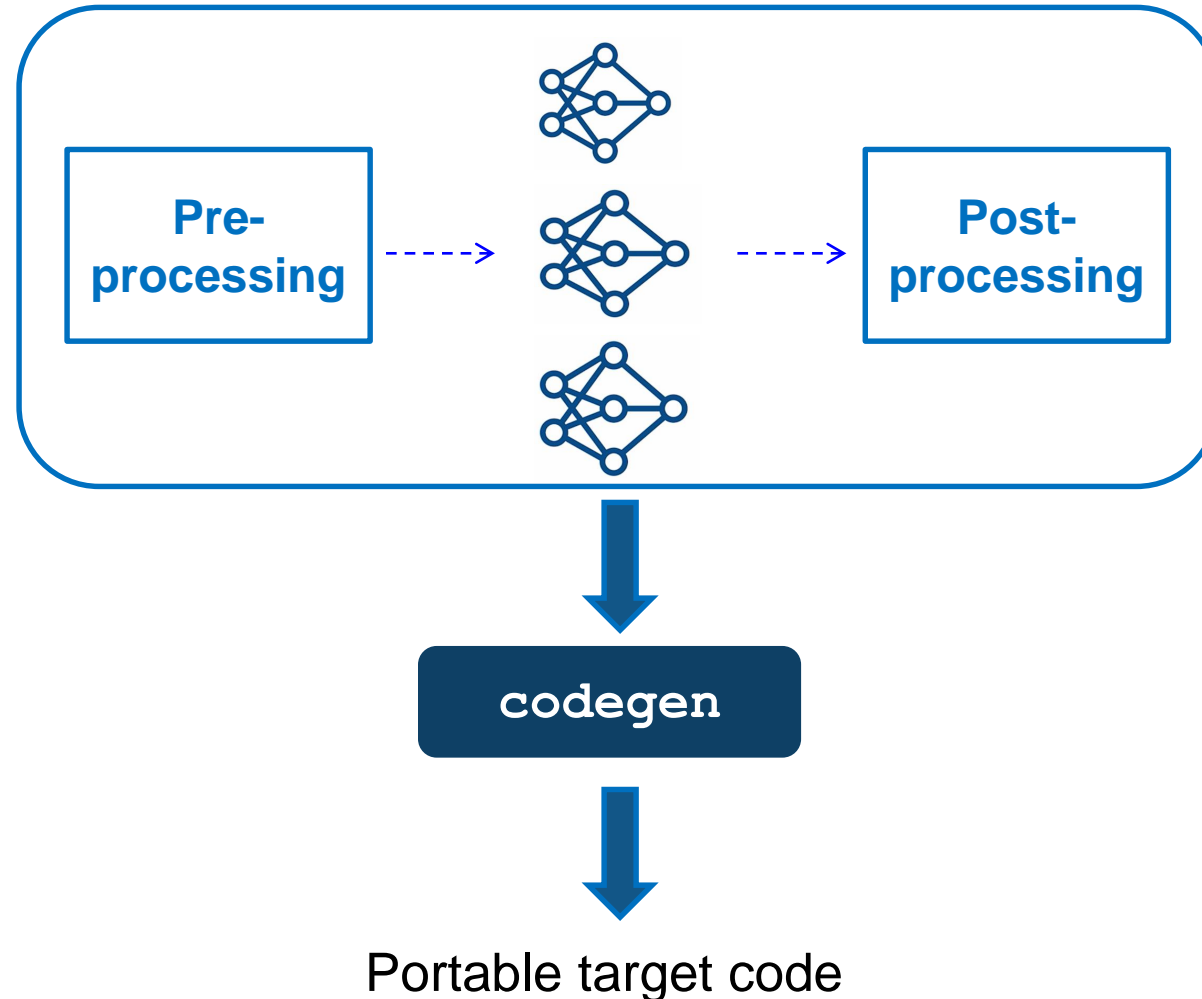 Pre-
processing
Post-
processing
codegen
Portable target code